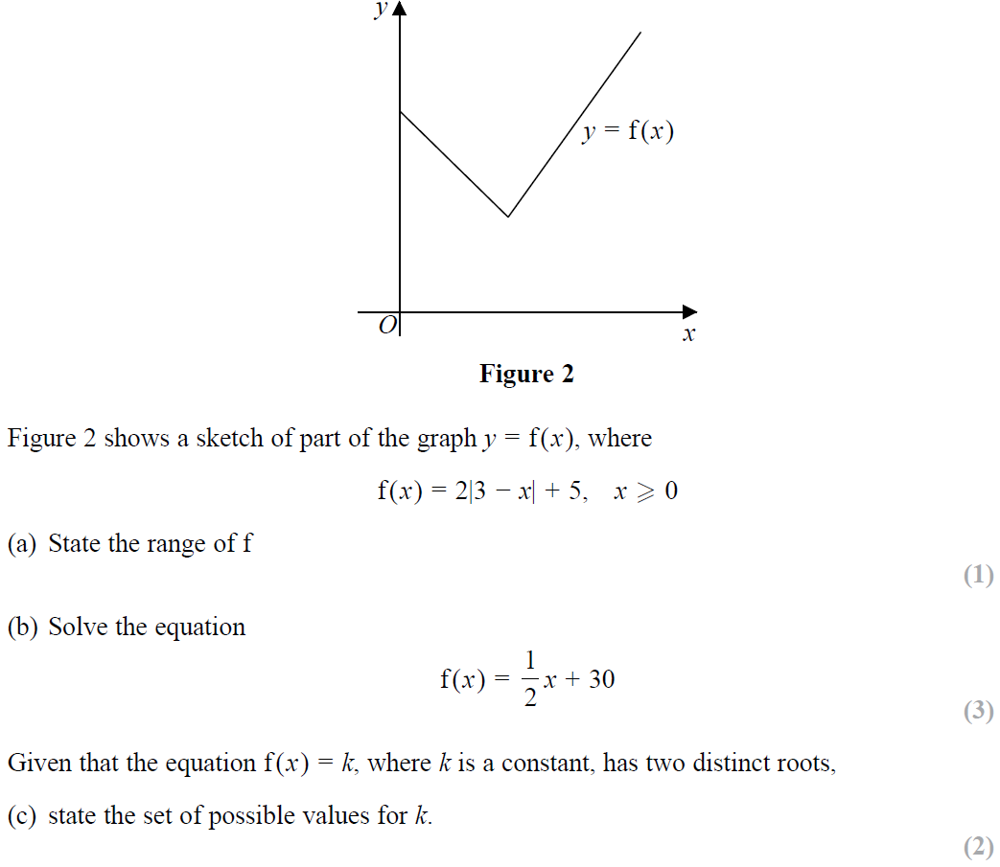 y
y = f(x)
O
x
Figure 2
Figure 2 shows a sketch of part of the graph y = f(x), where
f(x) = 2|3 − x| + 5, x ⩾ 0
(a) State the range of f
(1)
(b) Solve the equation
f(x) = 1/2 x + 30
(3)
Given that the equation f(x) = k, where k is a constant, has two distinct roots,
(c) state the set of possible values for k.
(2)